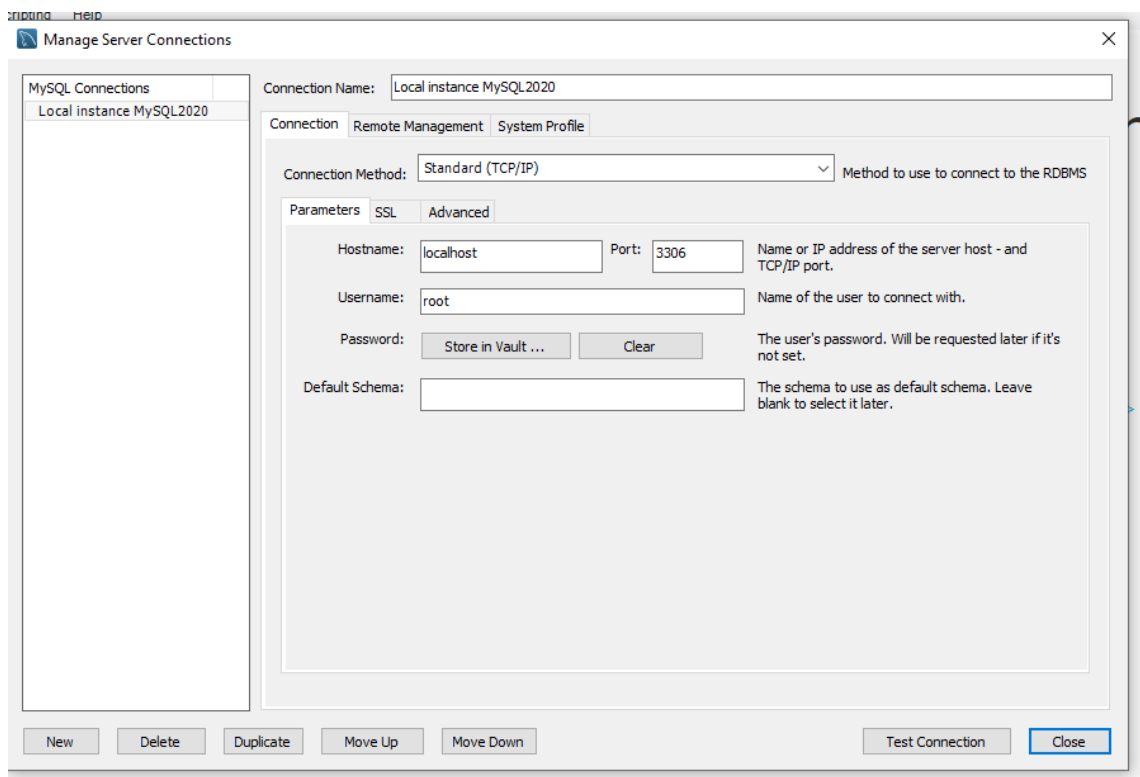 cripting Help
Manage Server Connections
MySQL Connections
Local instance MySQL2020
Connection Name: Local instance MySQL2020
Connection Remote Management System Profile
Connection Method: Standard (TCP/IP) Method to use to connect to the RDBMS
Parameters SSL Advanced
Hostname: localhost Port: 3306 Name or IP address of the server host - and
TCP/IP port.
Username: root Name of the user to connect with.
Password: Store in Vault ... Clear The user's password. Will be requested later if it's
not set.
Default Schema: The schema to use as default schema. Leave
blank to select it later.
New Delete Duplicate Move Up Move Down Test Connection Close